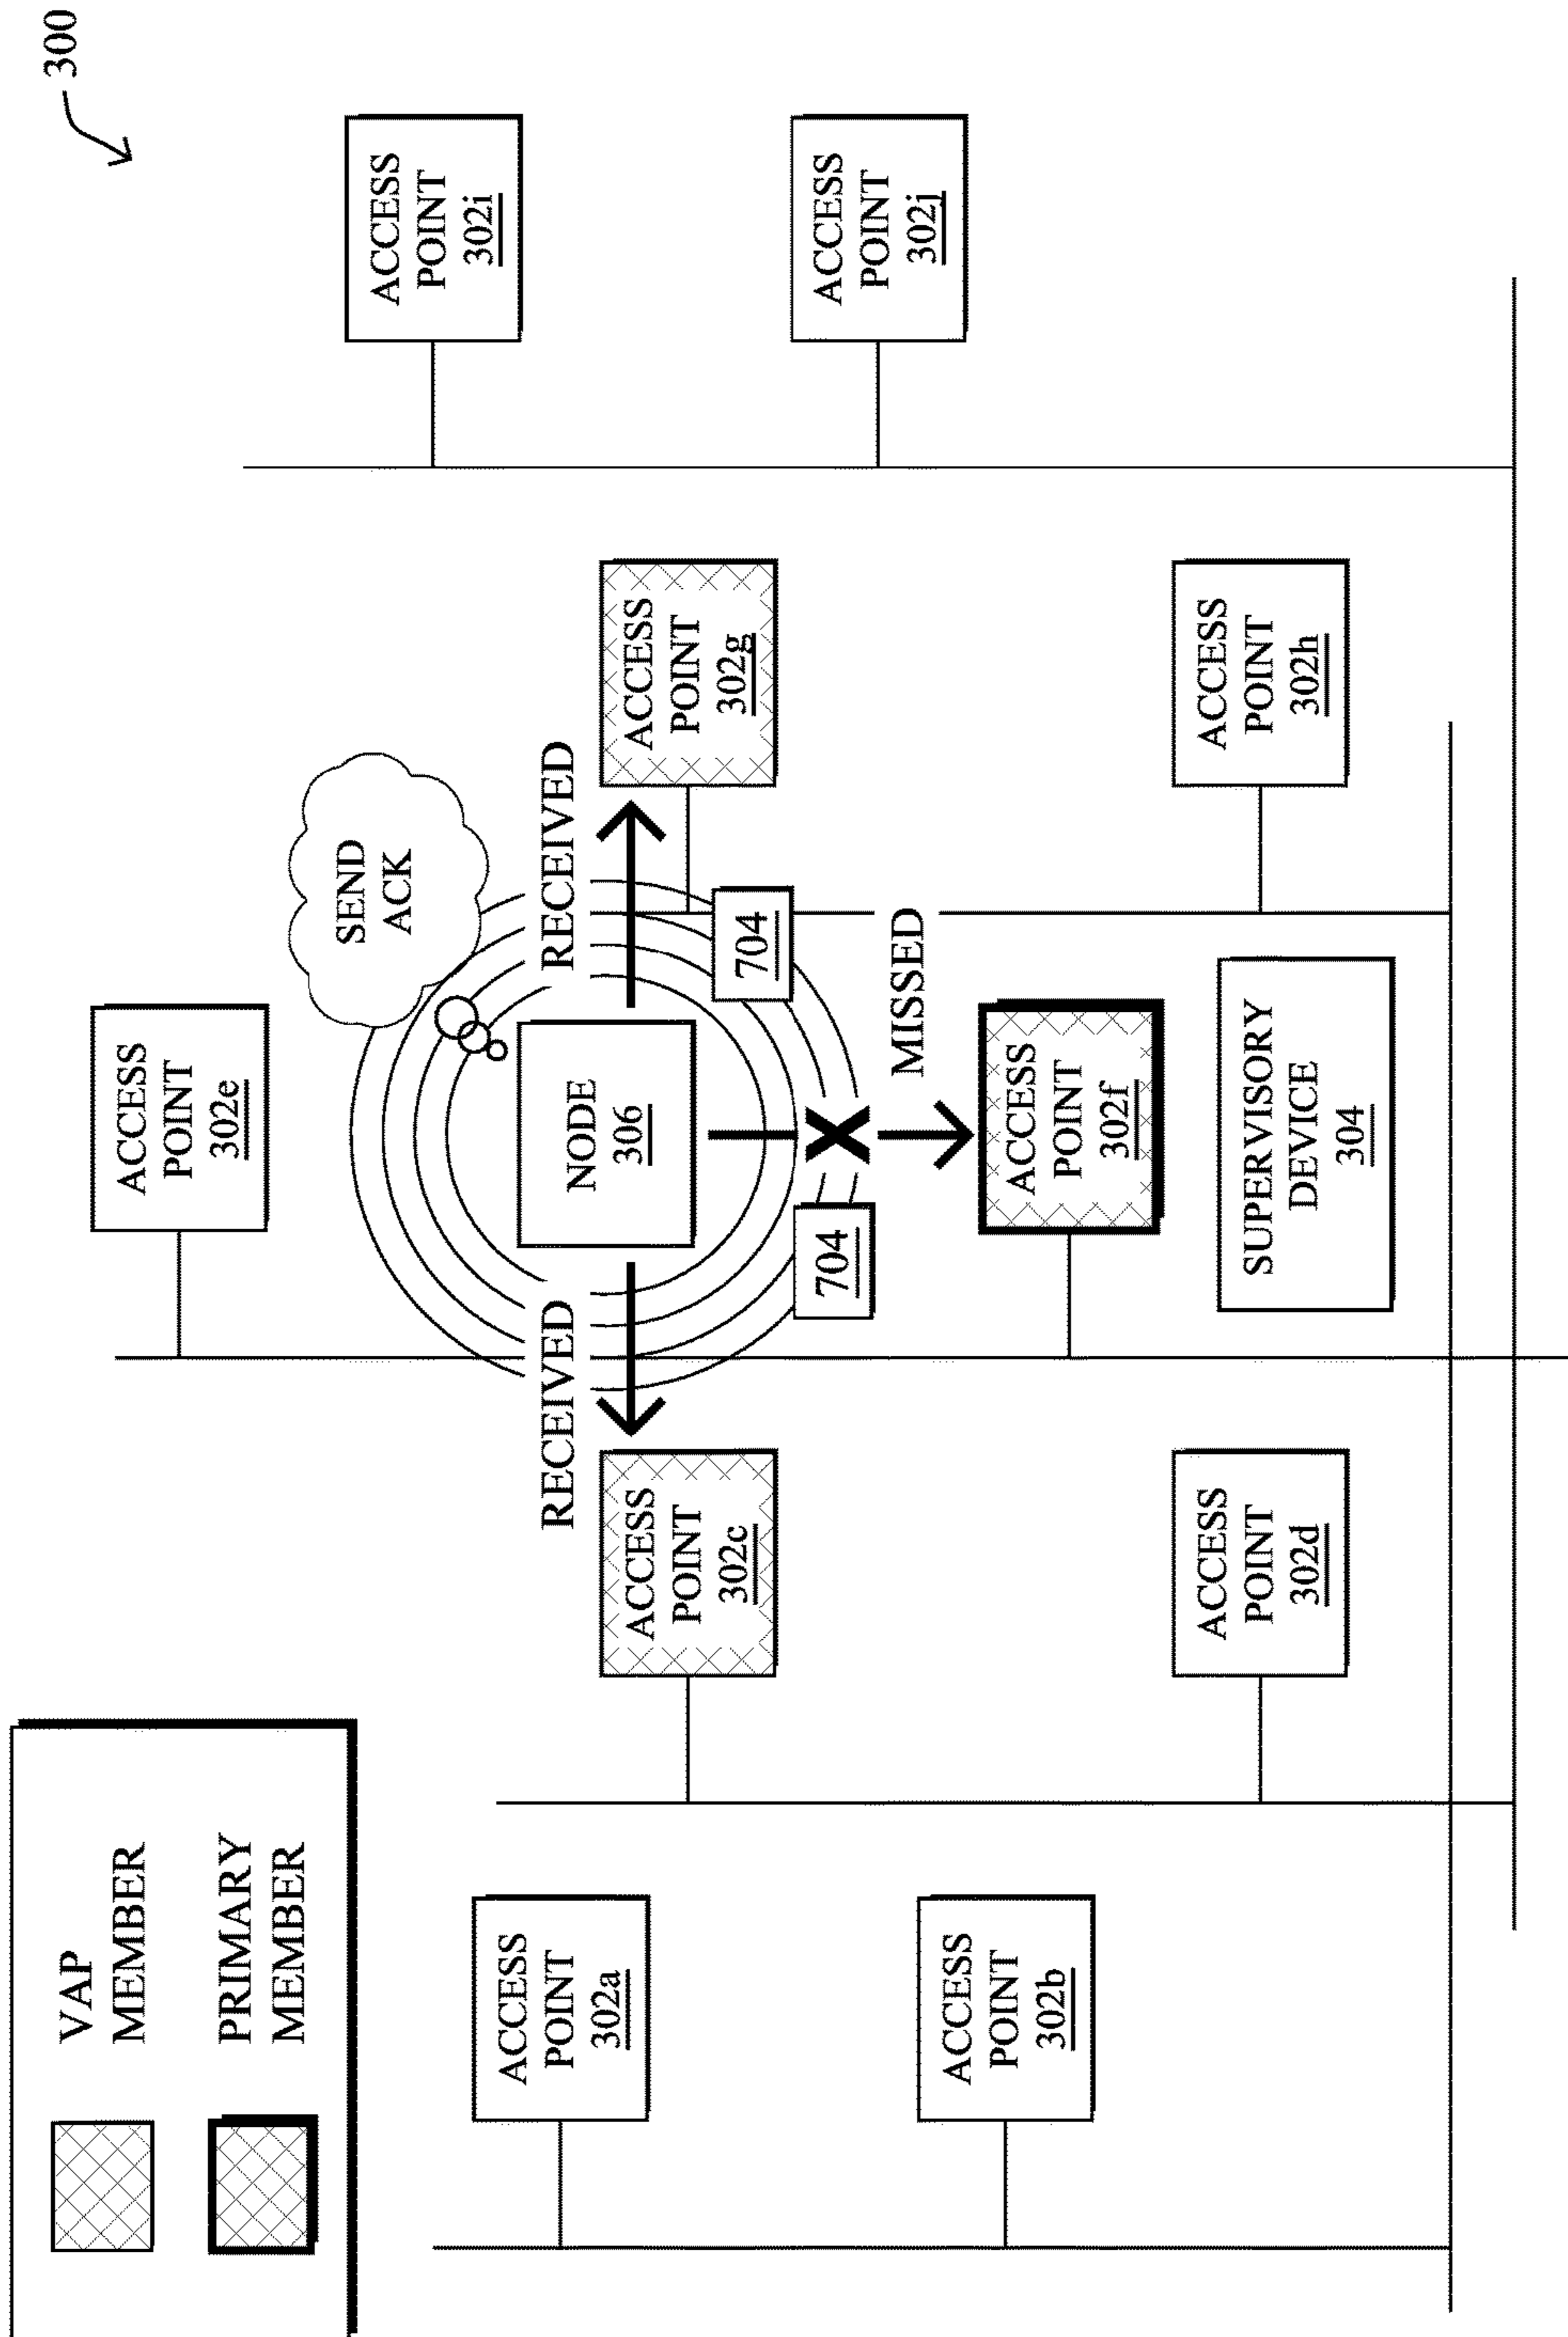 VAP
MEMBER
PRIMARY
MEMBER
300
ACCESS
POINT
302e
SEND
ACK
ACCESS
POINT
302i
ACCESS
POINT
302a
RECEIVED
NODE
306
RECEIVED
ACCESS
POINT
302c
ACCESS
POINT
302g
704
704
MISSED
ACCESS
POINT
302j
ACCESS
POINT
302b
ACCESS
POINT
302f
ACCESS
POINT
302d
SUPERVISORY
DEVICE
304
ACCESS
POINT
302h